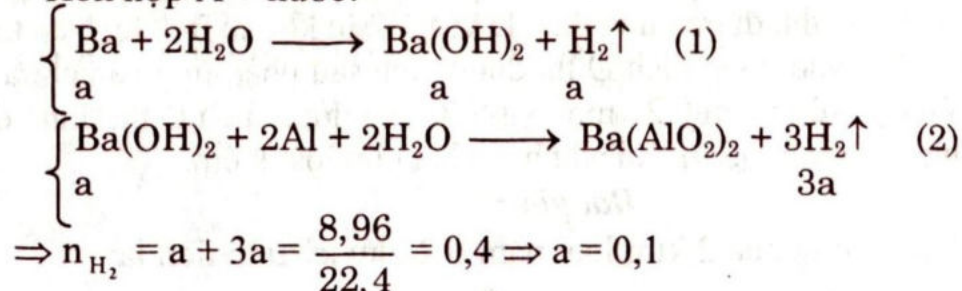 Ba + 2H₂O ⟶ Ba(OH)₂ + H₂↑ (1)
a a a
Ba(OH)₂ + 2Al + 2H₂O ⟶ Ba(AlO₂)₂ + 3H₂↑ (2)
a 3a
⇒ n_H₂ = a + 3a = 8,96/22,4 = 0,4 ⇒ a = 0,1